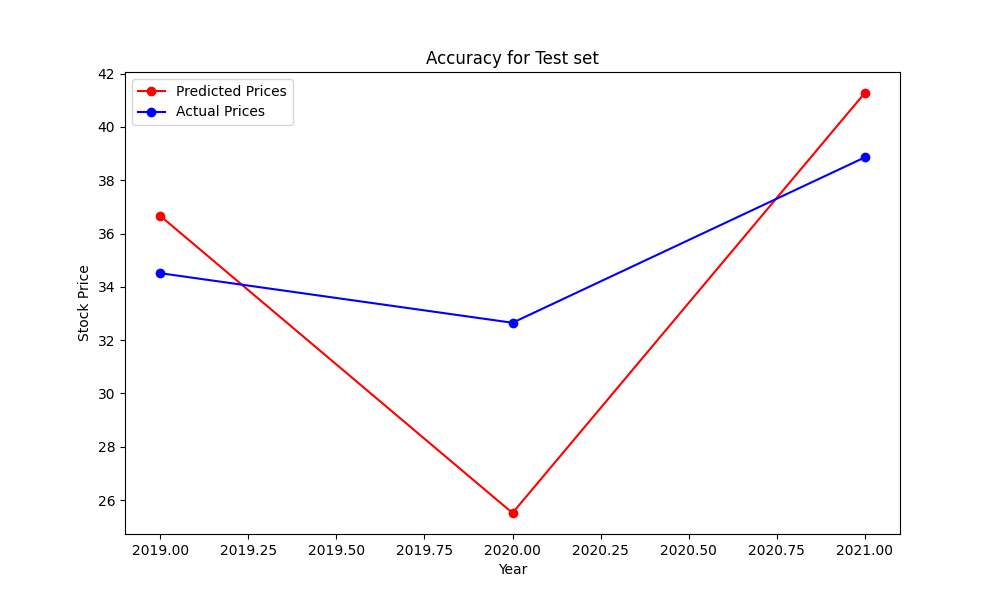 Accuracy for Test set
Predicted Prices
Actual Prices
42
40
38
36
34
32
30
28
26
Stock Price
2019.00 2019.25 2019.50 2019.75 2020.00 2020.25 2020.50 2020.75 2021.00
Year